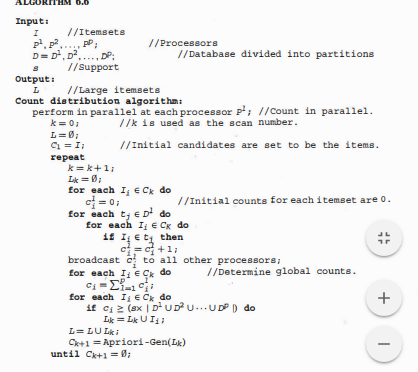 ALGORITHM 6.6
Input:
I //Itemsets
P¹, P², ..., Pᵖ; //Processors
D = D¹, D², ..., Dᵖ; //Database divided into partitions
s //Support
Output:
L //Large itemsets
Count distribution algorithm:
perform in parallel at each processor Pˡ; //Count in parallel.
k = 0; //k is used as the scan number.
L = Ø;
C₁ = I; //Initial candidates are set to be the items.
repeat
k = k + 1;
Lₖ = Ø;
for each Iᵢ ∈ Cₖ do
cᵢˡ = 0; //Initial counts for each itemset are 0.
for each tⱼ ∈ Dˡ do
for each Iᵢ ∈ Cₖ do
if Iᵢ ∈ tⱼ then
cᵢˡ = cᵢˡ + 1;
broadcast cᵢˡ to all other processors;
for each Iᵢ ∈ Cₖ do //Determine global counts.
cᵢ = ∑ᵖₗ₌₁ cᵢˡ;
for each Iᵢ ∈ Cₖ do
if cᵢ ≥ (s× | D¹ ∪ D² ∪ ··· ∪ Dᵖ |) do
Lₖ = Lₖ ∪ Iᵢ;
L = L ∪ Lₖ;
Cₖ₊₁ = Apriori-Gen(Lₖ)
until Cₖ₊₁ = Ø;